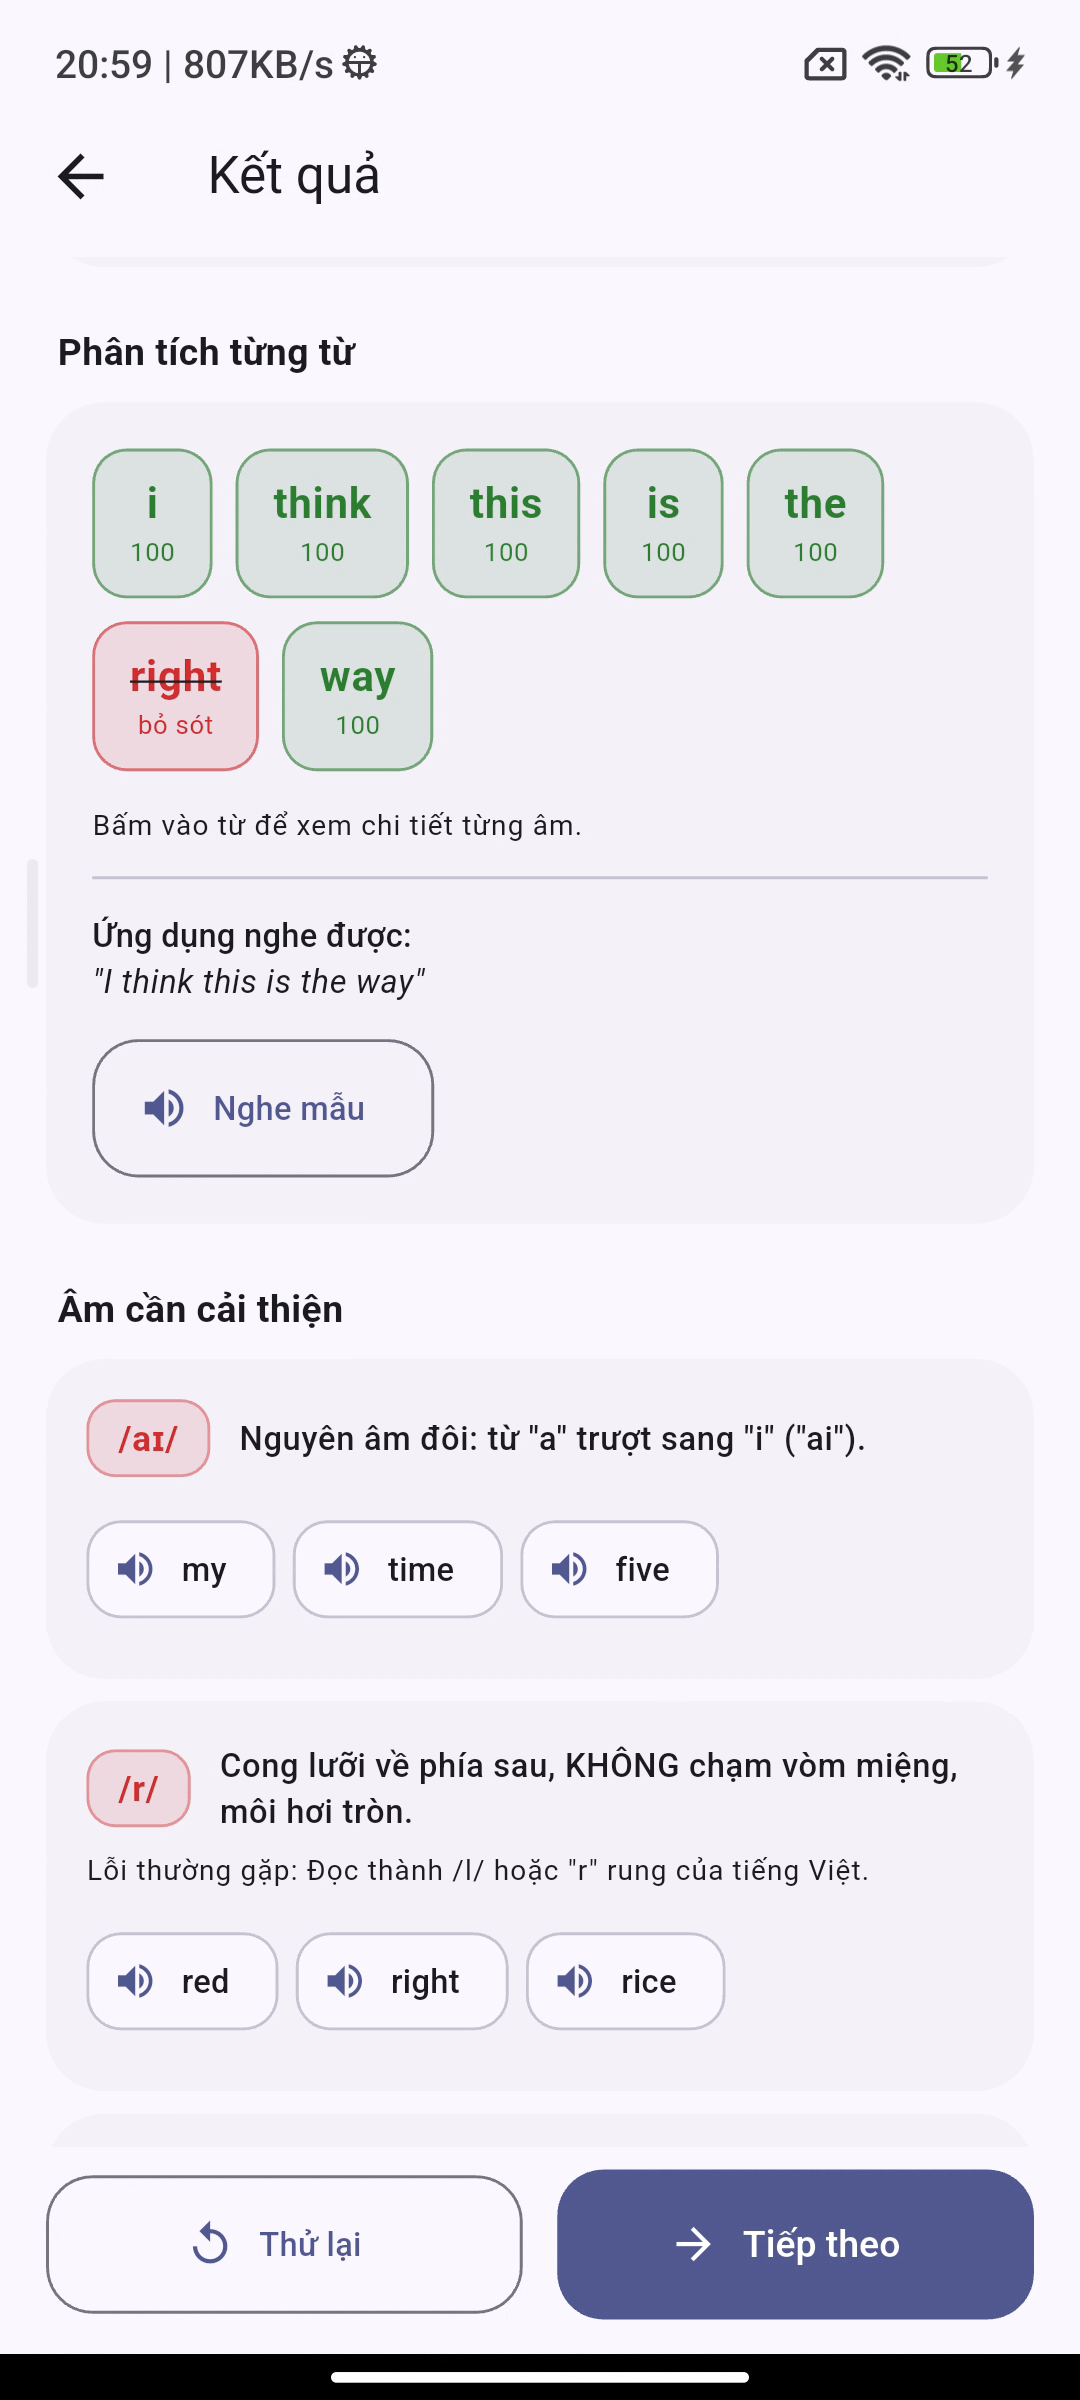 20:59 | 807KB/s
52
Kết quả
Phân tích từng từ
i think this is the
100 100 100 100 100
right way
bỏ sót 100
Bấm vào từ để xem chi tiết từng âm.
Ứng dụng nghe được:
"I think this is the way"
Nghe mẫu
Âm cần cải thiện
/aɪ/ Nguyên âm đôi: từ "a" trượt sang "i" ("ai").
my time five
/r/ Cong lưỡi về phía sau, KHÔNG chạm vòm miệng,
môi hơi tròn.
Lỗi thường gặp: Đọc thành /l/ hoặc "r" rung của tiếng Việt.
red right rice
Thử lại Tiếp theo